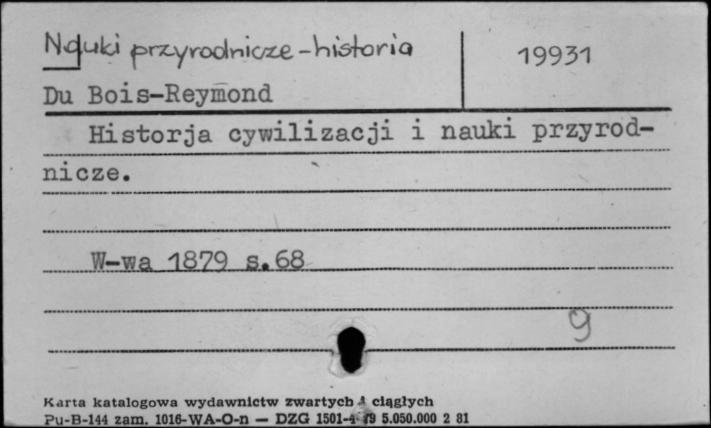 Nauki przyrodnicze - historia
19931
Du Bois-Reymond
Historja cywilizacji i nauki przyrod-
nicze.
W-wa 1879 s.68
9
Karta katalogowa wydawnictw zwartych i ciągłych
Pu-B-144 zam. 1016-WA-O-n — DZG 1501-4 79 5.050.000 2 81